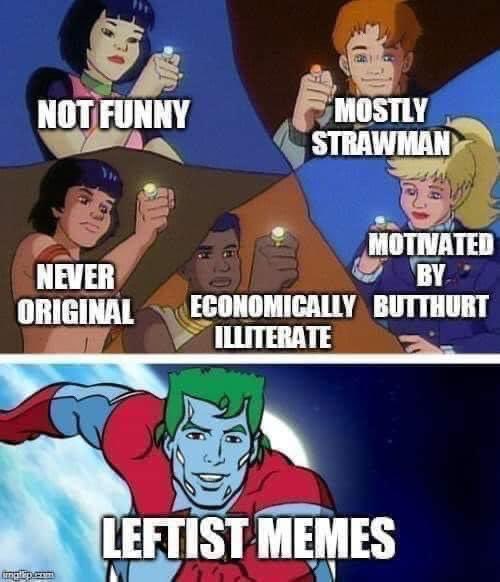 NOT FUNNY
MOSTLY
STRAWMAN
NEVER
ORIGINAL
ECONOMICALLY
ILLITERATE
MOTIVATED
BY
BUTTHURT
LEFTIST MEMES
imgflip.com